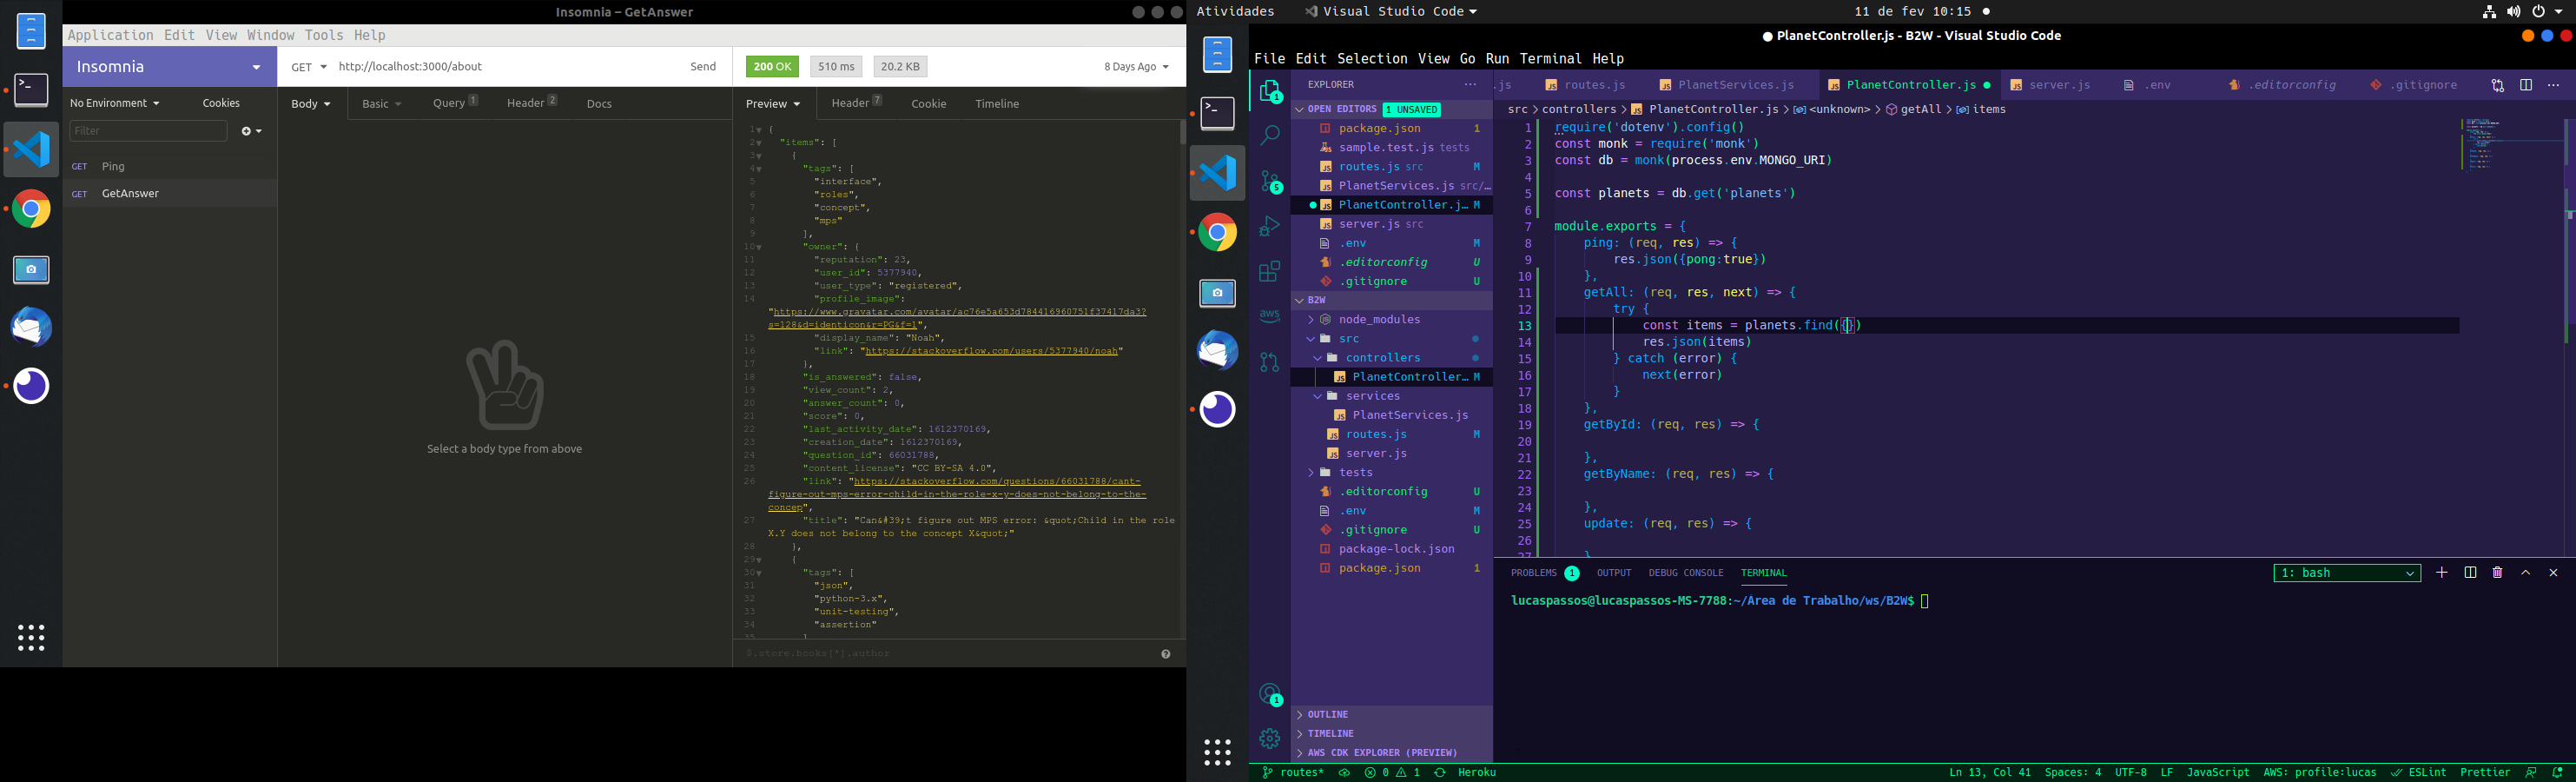 Insomnia – GetAnswer
Application Edit View Window Tools Help
Insomnia
GET http://localhost:3000/about Send
200 OK 510 ms 20.2 KB 8 Days Ago
No Environment Cookies
Body Basic Query 1 Header 2 Docs
Preview Header 7 Cookie Timeline
Filter
GET Ping
GET GetAnswer
Select a body type from above
1 {
2 "items": [
3 {
4 "tags": [
5 "interface",
6 "roles",
7 "concept",
8 "mps"
9 ],
10 "owner": {
11 "reputation": 23,
12 "user_id": 5377940,
13 "user_type": "registered",
14 "profile_image":
"https://www.gravatar.com/avatar/ac76e5a653d784416960751f37417da3?
s=128&d=identicon&r=PG&f=1",
15 "display_name": "Noah",
16 "link": "https://stackoverflow.com/users/5377940/noah"
17 },
18 "is_answered": false,
19 "view_count": 2,
20 "answer_count": 0,
21 "score": 0,
22 "last_activity_date": 1612370169,
23 "creation_date": 1612370169,
24 "question_id": 66031788,
25 "content_license": "CC BY-SA 4.0",
26 "link": "https://stackoverflow.com/questions/66031788/cant-
figure-out-mps-error-child-in-the-role-x-y-does-not-belong-to-the-
concep",
27 "title": "Can&#39;t figure out MPS error: &quot;Child in the role
X.Y does not belong to the concept X&quot;"
28 },
29 {
30 "tags": [
31 "json",
32 "python-3.x",
33 "unit-testing",
34 "assertion"
35 ]
$.store.books[*].author
Atividades Visual Studio Code 11 de fev 10:15
PlanetController.js - B2W - Visual Studio Code
File Edit Selection View Go Run Terminal Help
EXPLORER
.js routes.js PlanetServices.js PlanetController.js server.js .env .editorconfig .gitignore
OPEN EDITORS 1 UNSAVED
package.json 1
sample.test.js tests
routes.js src M
PlanetServices.js src/...
PlanetController.j... M
server.js src
.env M
.editorconfig U
.gitignore U
B2W
node_modules
src
controllers
PlanetController... M
services
PlanetServices.js
routes.js M
server.js
tests
.editorconfig U
.env M
.gitignore U
package-lock.json
package.json 1
OUTLINE
TIMELINE
AWS CDK EXPLORER (PREVIEW)
aws
1
5
1
src > controllers > PlanetController.js > <unknown> > getAll > items
1 require('dotenv').config()
2 const monk = require('monk')
3 const db = monk(process.env.MONGO_URI)
4
5 const planets = db.get('planets')
6
7 module.exports = {
8 ping: (req, res) => {
9 res.json({pong:true})
10 },
11 getAll: (req, res, next) => {
12 try {
13 const items = planets.find({})
14 res.json(items)
15 } catch (error) {
16 next(error)
17 }
18 },
19 getById: (req, res) => {
20
21 },
22 getByName: (req, res) => {
23
24 },
25 update: (req, res) => {
26
27 }
PROBLEMS 1 OUTPUT DEBUG CONSOLE TERMINAL 1: bash
lucaspassos@lucaspassos-MS-7788:~/Area de Trabalho/ws/B2W$
routes* 0 1 Heroku Ln 13, Col 41 Spaces: 4 UTF-8 LF JavaScript AWS: profile:lucas ESLint Prettier